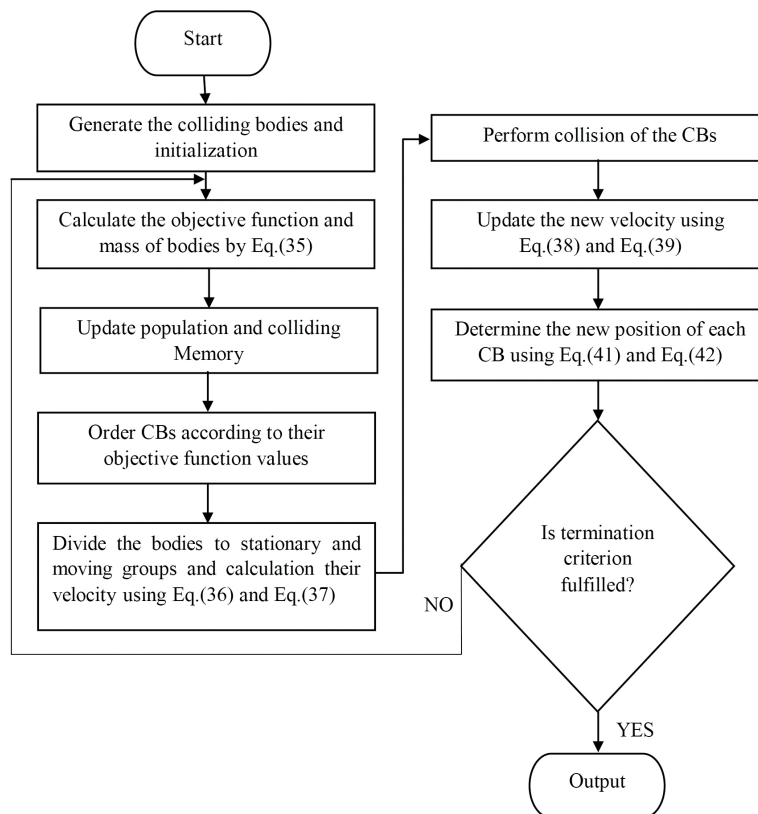 Start
Generate the colliding bodies and
initialization
Calculate the objective function and
mass of bodies by Eq.(35)
Update population and colliding
Memory
Order CBs according to their
objective function values
Divide the bodies to stationary and
moving groups and calculation their
velocity using Eq.(36) and Eq.(37)
Perform collision of the CBs
Update the new velocity using
Eq.(38) and Eq.(39)
Determine the new position of each
CB using Eq.(41) and Eq.(42)
Is termination
criterion
fulfilled?
NO
YES
Output